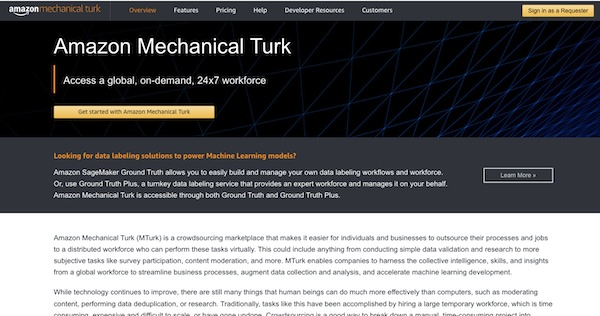 amazon mechanical turk Overview Features Pricing Help Developer Resources Customers Sign in as a Requester
Amazon Mechanical Turk
Access a global, on-demand, 24x7 workforce
Get started with Amazon Mechanical Turk
Looking for data labeling solutions to power Machine Learning models?
Amazon SageMaker Ground Truth allows you to easily build and manage your own data labeling workflows and workforce.
Or, use Ground Truth Plus, a turnkey data labeling service that provides an expert workforce and manages it on your behalf.
Amazon Mechanical Turk is accessible through both Ground Truth and Ground Truth Plus.
Learn More »
Amazon Mechanical Turk (MTurk) is a crowdsourcing marketplace that makes it easier for individuals and businesses to outsource their processes and jobs
to a distributed workforce who can perform these tasks virtually. This could include anything from conducting simple data validation and research to more
subjective tasks like survey participation, content moderation, and more. MTurk enables companies to harness the collective intelligence, skills, and insights
from a global workforce to streamline business processes, augment data collection and analysis, and accelerate machine learning development.
While technology continues to improve, there are still many things that human beings can do much more effectively than computers, such as moderating
content, performing data deduplication, or research. Traditionally, tasks like this have been accomplished by hiring a large temporary workforce, which is time
consuming, expensive and difficult to scale, or have gone undone. Crowdsourcing is a good way to break down a manual, time-consuming project into